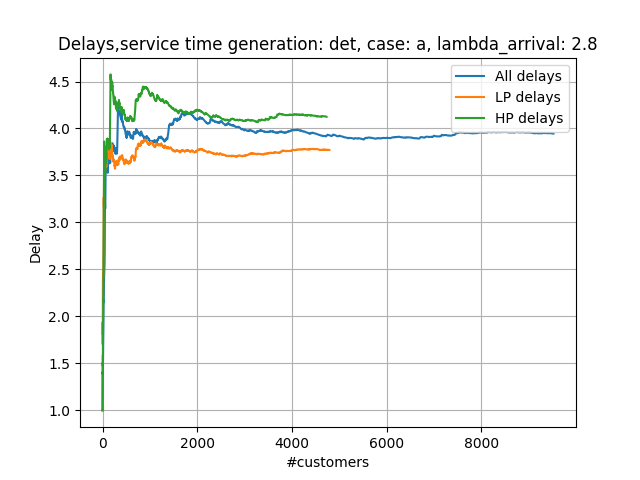 Delays,service time generation: det, case: a, lambda_arrival: 2.8
All delays
LP delays
HP delays
4.5
4.0
3.5
3.0
2.5
2.0
1.5
1.0
Delay
0 2000 4000 6000 8000
#customers